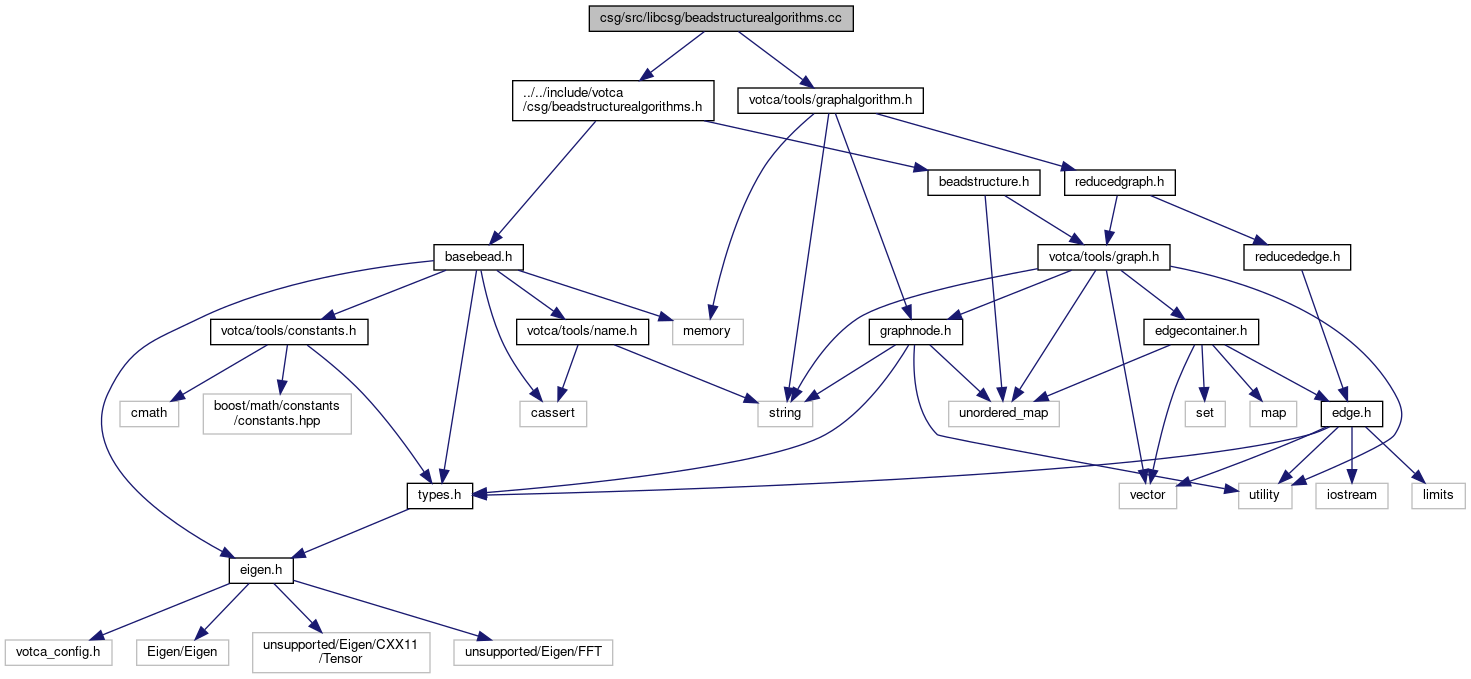 csg/src/libcsg/beadstructurealgorithms.cc
../../include/votca
/csg/beadstructurealgorithms.h
votca/tools/graphalgorithm.h
beadstructure.h
reducedgraph.h
basebead.h
votca/tools/graph.h
reducededge.h
votca/tools/constants.h
votca/tools/name.h
memory
graphnode.h
edgecontainer.h
cmath
boost/math/constants
/constants.hpp
cassert
string
unordered_map
set
map
edge.h
types.h
vector
utility
iostream
limits
eigen.h
votca_config.h
Eigen/Eigen
unsupported/Eigen/CXX11
/Tensor
unsupported/Eigen/FFT